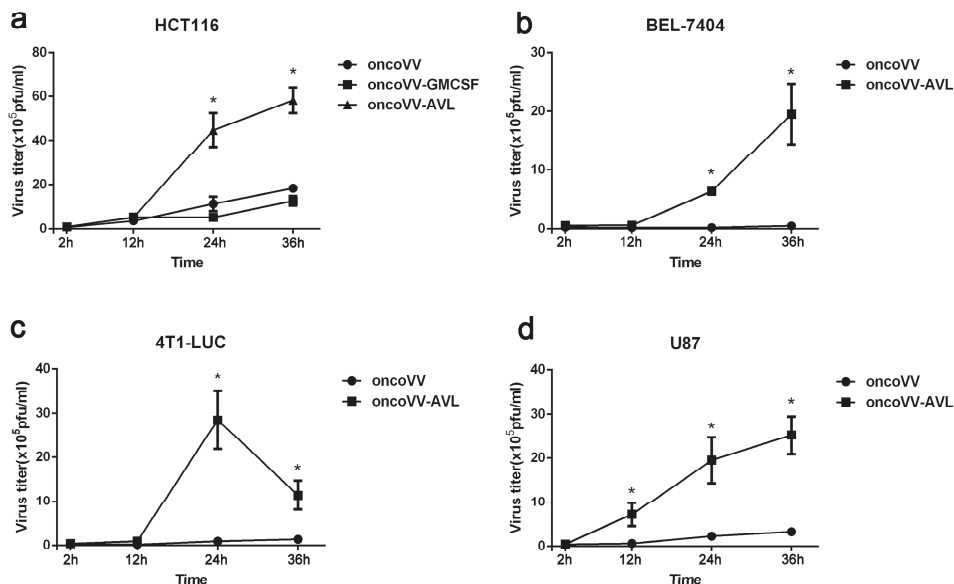 a
HCT116
Virus titer(x10⁵pfu/ml)
80
60
40
20
0
*
*
2h 12h 24h 36h
Time
oncoVV
oncoVV-GMCSF
oncoVV-AVL
b
BEL-7404
Virus titer(x10⁵pfu/ml)
30
20
10
0
*
*
2h 12h 24h 36h
Time
oncoVV
oncoVV-AVL
c
4T1-LUC
Virus titer(x10⁵pfu/ml)
40
30
20
10
0
*
*
2h 12h 24h 36h
Time
oncoVV
oncoVV-AVL
d
U87
Virus titer(x10⁵pfu/ml)
40
30
20
10
0
*
*
*
2h 12h 24h 36h
Time
oncoVV
oncoVV-AVL